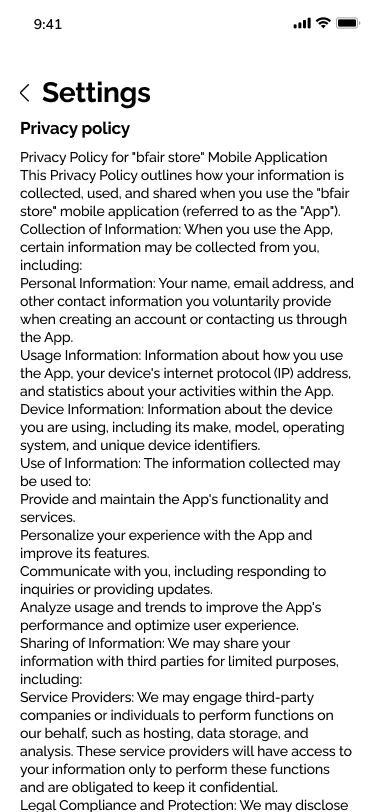 9:41
Settings
Privacy policy
Privacy Policy for "bfair store" Mobile Application
This Privacy Policy outlines how your information is
collected, used, and shared when you use the "bfair
store" mobile application (referred to as the "App").
Collection of Information: When you use the App,
certain information may be collected from you,
including:
Personal Information: Your name, email address, and
other contact information you voluntarily provide
when creating an account or contacting us through
the App.
Usage Information: Information about how you use
the App, your device's internet protocol (IP) address,
and statistics about your activities within the App.
Device Information: Information about the device
you are using, including its make, model, operating
system, and unique device identifiers.
Use of Information: The information collected may
be used to:
Provide and maintain the App's functionality and
services.
Personalize your experience with the App and
improve its features.
Communicate with you, including responding to
inquiries or providing updates.
Analyze usage and trends to improve the App's
performance and optimize user experience.
Sharing of Information: We may share your
information with third parties for limited purposes,
including:
Service Providers: We may engage third-party
companies or individuals to perform functions on
our behalf, such as hosting, data storage, and
analysis. These service providers will have access to
your information only to perform these functions
and are obligated to keep it confidential.
Legal Compliance and Protection: We may disclose